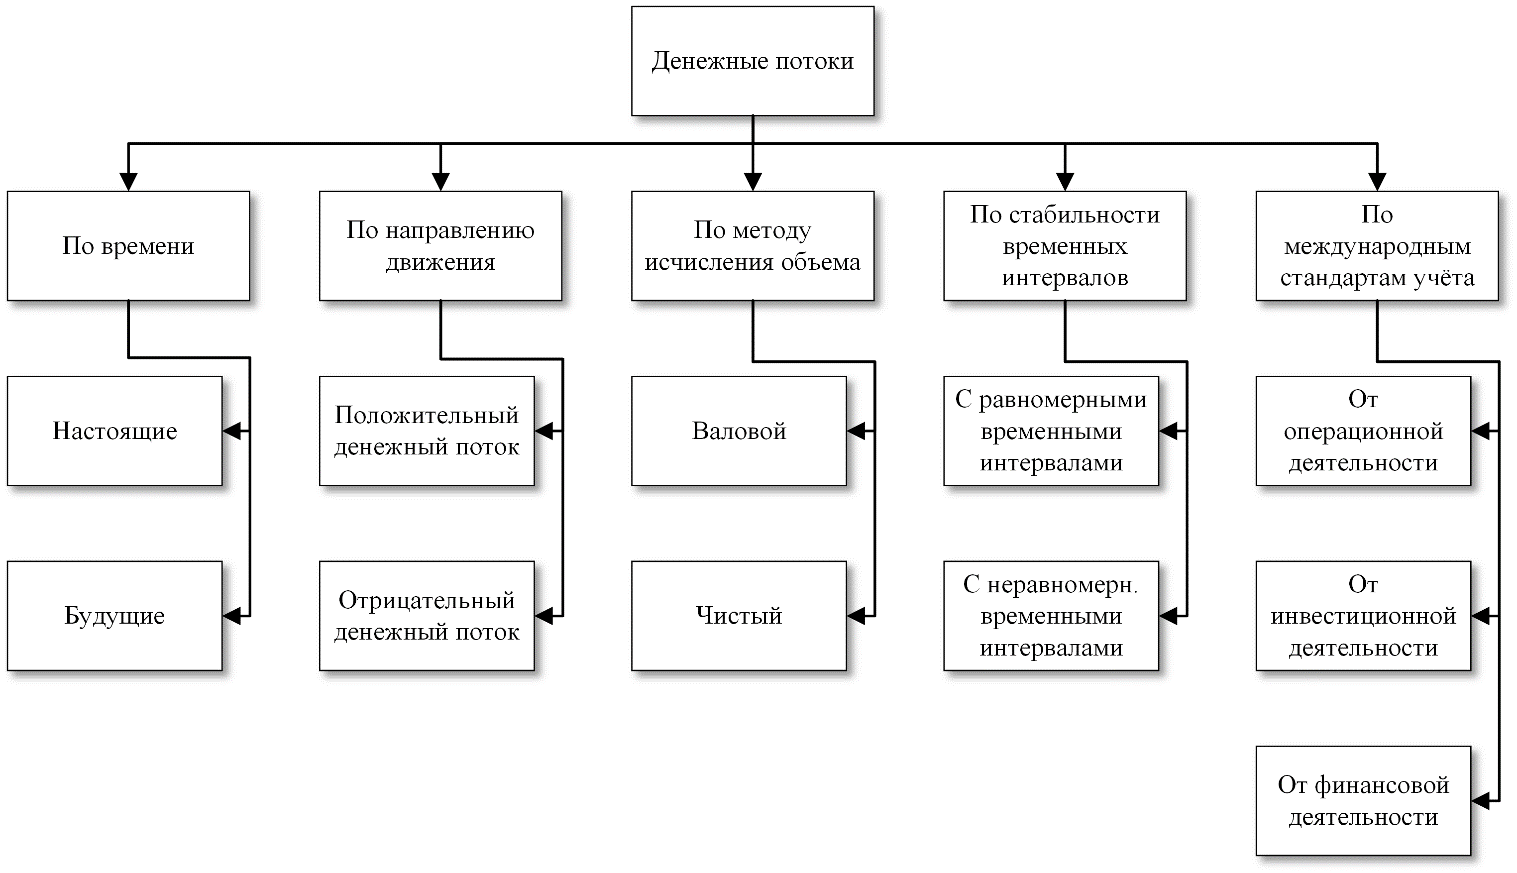 Денежные потоки
По времени
По направлению
движения
По методу
исчисления объема
По стабильности
временных
интервалов
По
международным
стандартам учёта
Настоящие
Положительный
денежный поток
Валовой
С равномерными
временными
интервалами
От
операционной
деятельности
Будущие
Отрицательный
денежный поток
Чистый
С неравномерн.
временными
интервалами
От
инвестиционной
деятельности
От финансовой
деятельности